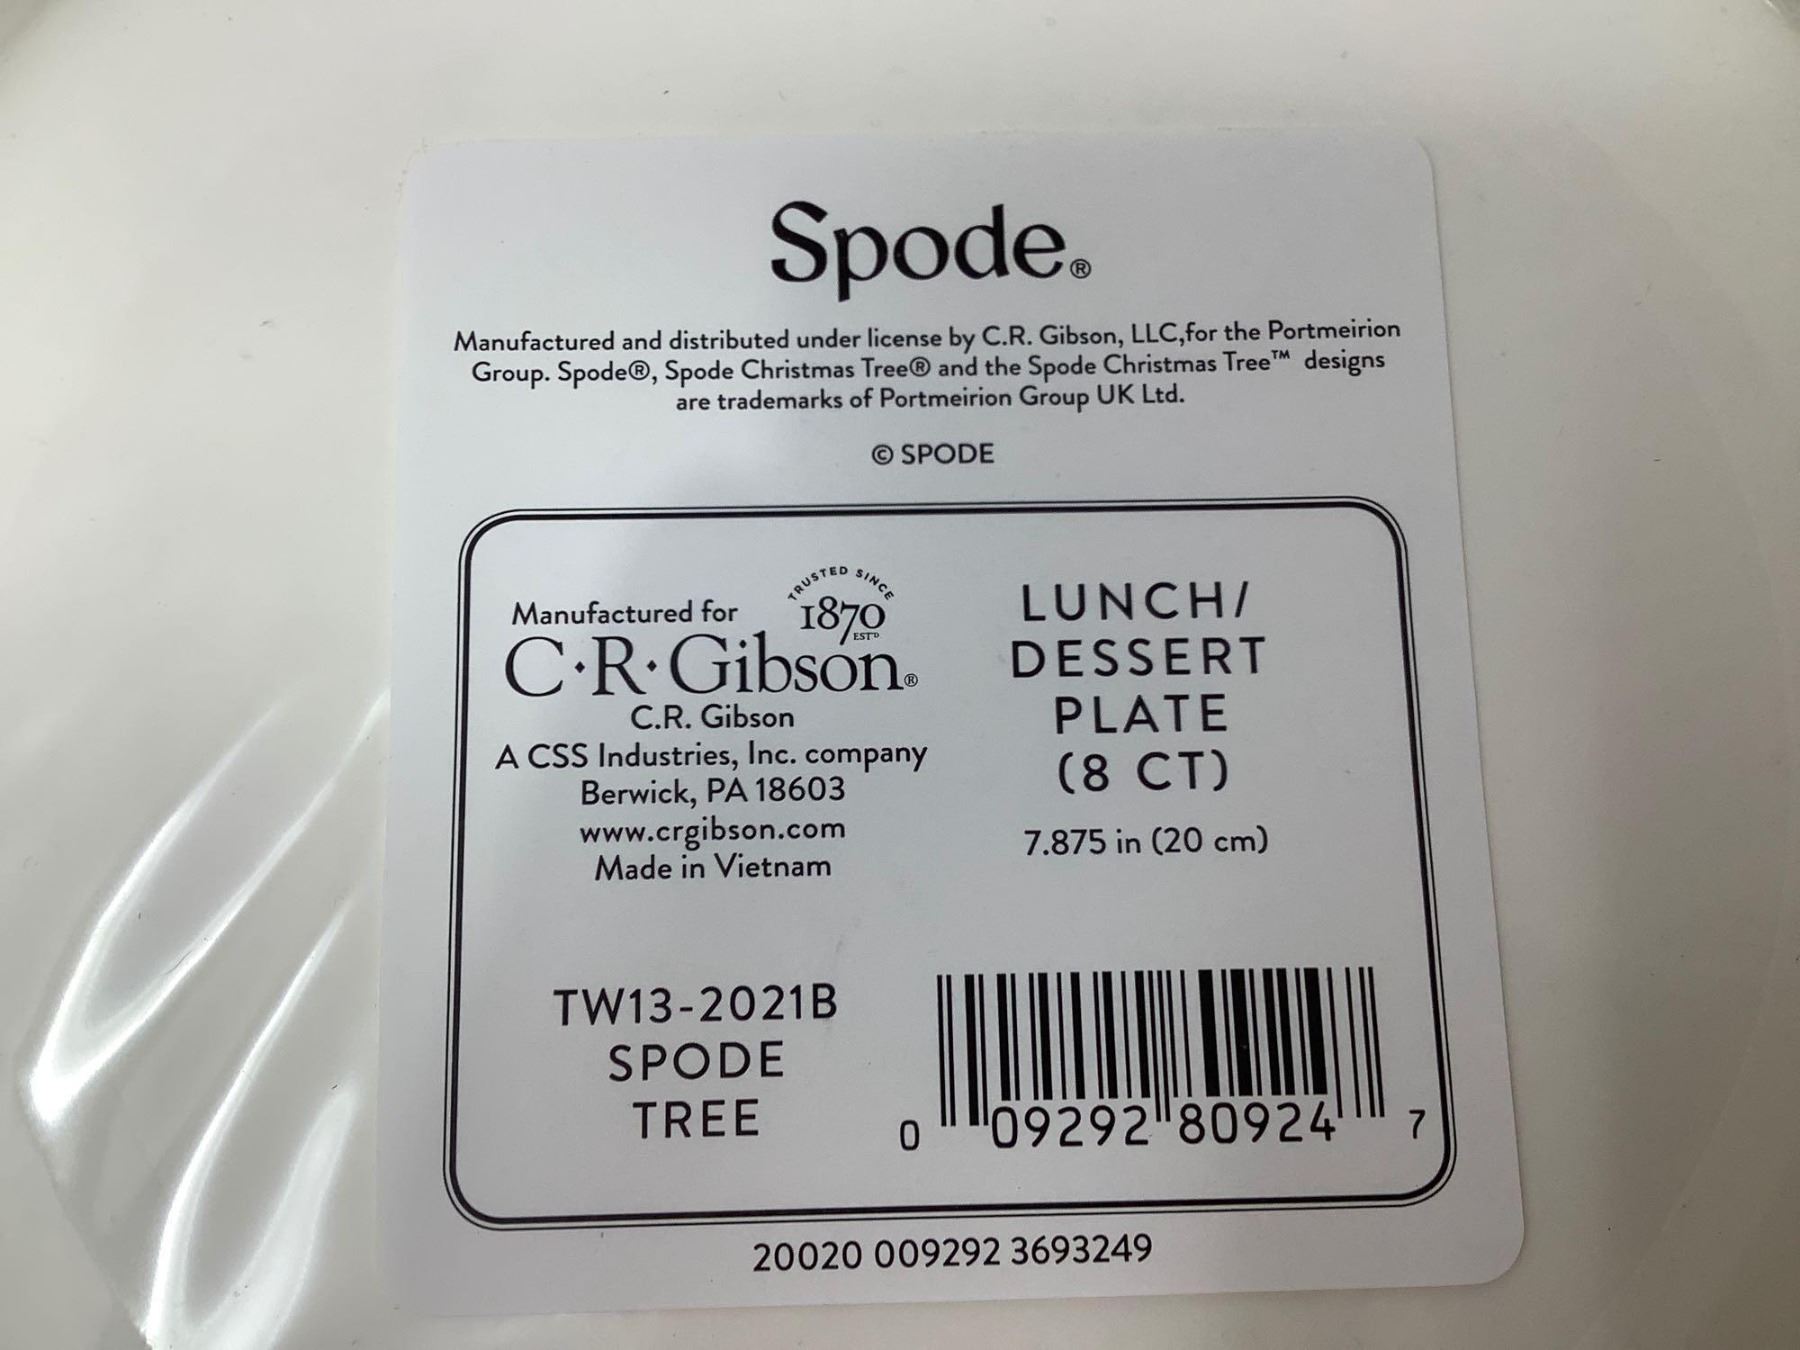 Spode®
Manufactured and distributed under license by C.R. Gibson, LLC,for the Portmeirion
Group. Spode®, Spode Christmas Tree® and the Spode Christmas Tree™ designs
are trademarks of Portmeirion Group UK Ltd.
© SPODE
Manufactured for
TRUSTED SINCE
1870
ESTD
C·R·Gibson®
C.R. Gibson
A CSS Industries, Inc. company
Berwick, PA 18603
www.crgibson.com
Made in Vietnam
LUNCH/
DESSERT
PLATE
(8 CT)
7.875 in (20 cm)
TW13-2021B
SPODE
TREE
0 09292 80924 7
20020 009292 3693249